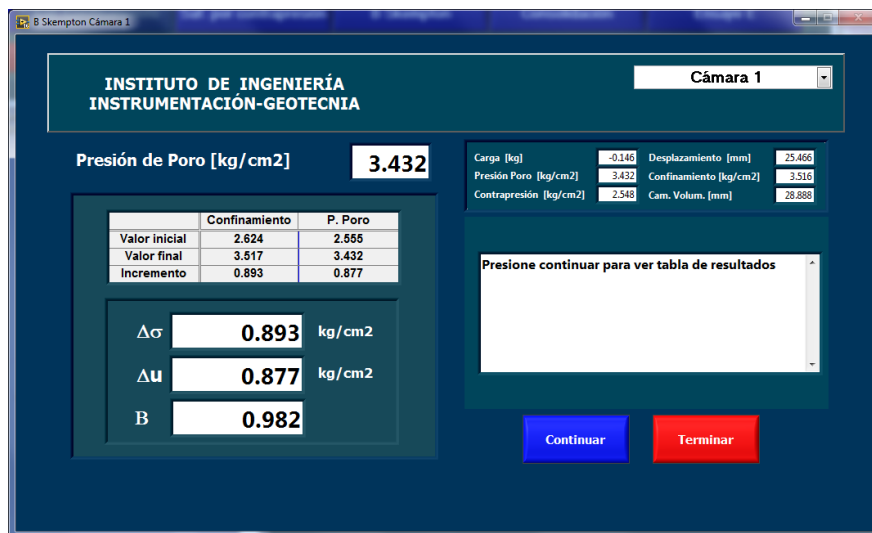 B Skempton Cámara 1
INSTITUTO DE INGENIERÍA
INSTRUMENTACIÓN-GEOTECNIA
Cámara 1
Presión de Poro [kg/cm2] 3.432
Carga [kg] -0.146 Desplazamiento [mm] 25.466
Presión Poro [kg/cm2] 3.432 Confinamiento [kg/cm2] 3.516
Contrapresión [kg/cm2] 2.548 Cam. Volum. [mm] 28.888
Confinamiento P. Poro
Valor inicial 2.624 2.555
Valor final 3.517 3.432
Incremento 0.893 0.877
Presione continuar para ver tabla de resultados
Δσ 0.893 kg/cm2
Δu 0.877 kg/cm2
B 0.982
Continuar Terminar